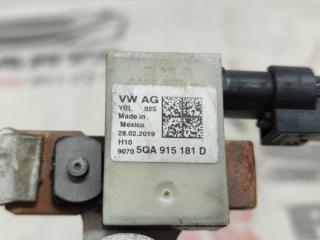 VW AG
YRL 02S
Made in
Mexico
28.02.2019
H10
9070 5QA 915 181 D